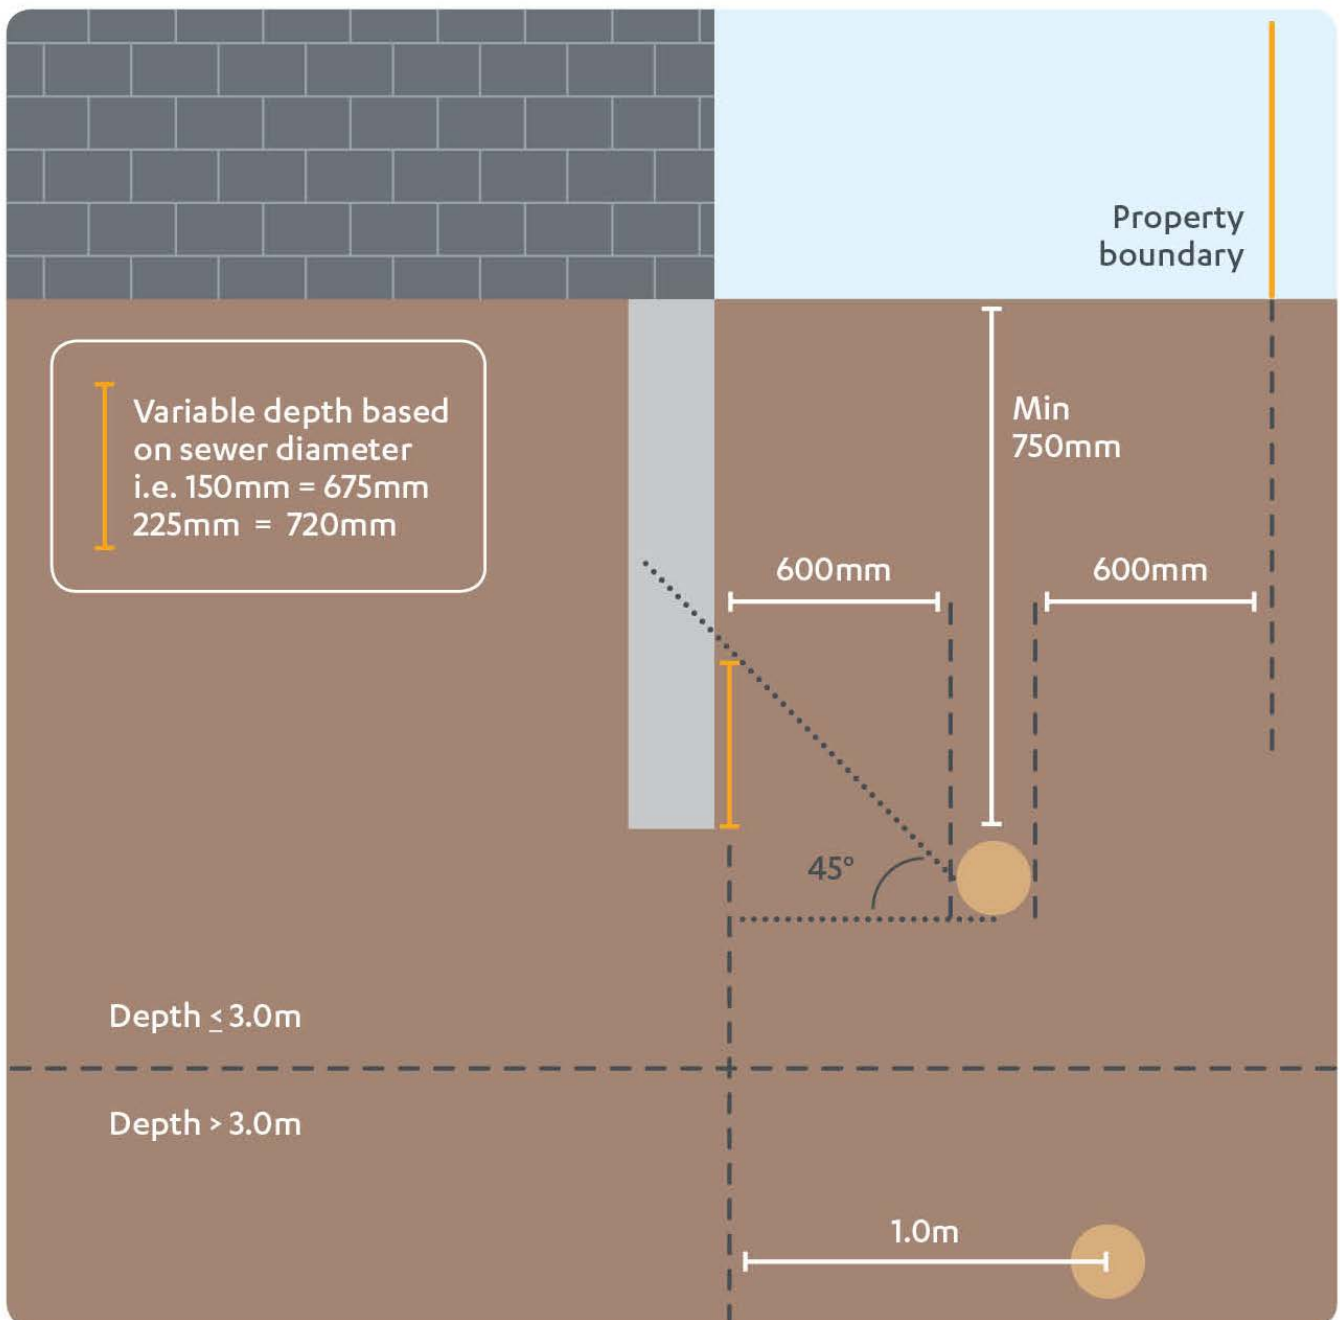 Property
boundary
Variable depth based
on sewer diameter
i.e. 150mm = 675mm
225mm = 720mm
Min
750mm
600mm
600mm
45°
Depth ≤ 3.0m
Depth > 3.0m
1.0m